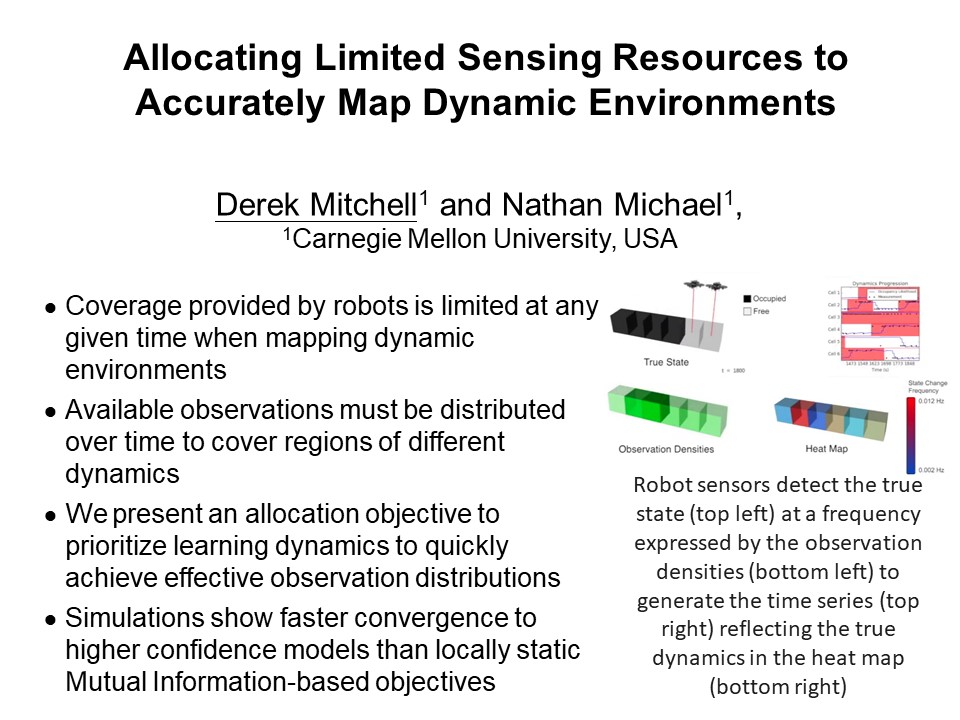 Allocating Limited Sensing Resources to
Accurately Map Dynamic Environments
Derek Mitchell¹ and Nathan Michael¹,
¹Carnegie Mellon University, USA
● Coverage provided by robots is limited at any
given time when mapping dynamic
environments
● Available observations must be distributed
over time to cover regions of different
dynamics
● We present an allocation objective to
prioritize learning dynamics to quickly
achieve effective observation distributions
● Simulations show faster convergence to
higher confidence models than locally static
Mutual Information-based objectives
Occupied
Free
True State
t = 1800
Dynamics Progression
Occupancy Likelihood
Measurement
Cell 1
Cell 2
Cell 3
Cell 4
Cell 5
Cell 6
Time (s)
Observation Densities
Heat Map
State Change
Frequency
0.012 Hz
0.002 Hz
Robot sensors detect the true
state (top left) at a frequency
expressed by the observation
densities (bottom left) to
generate the time series (top
right) reflecting the true
dynamics in the heat map
(bottom right)